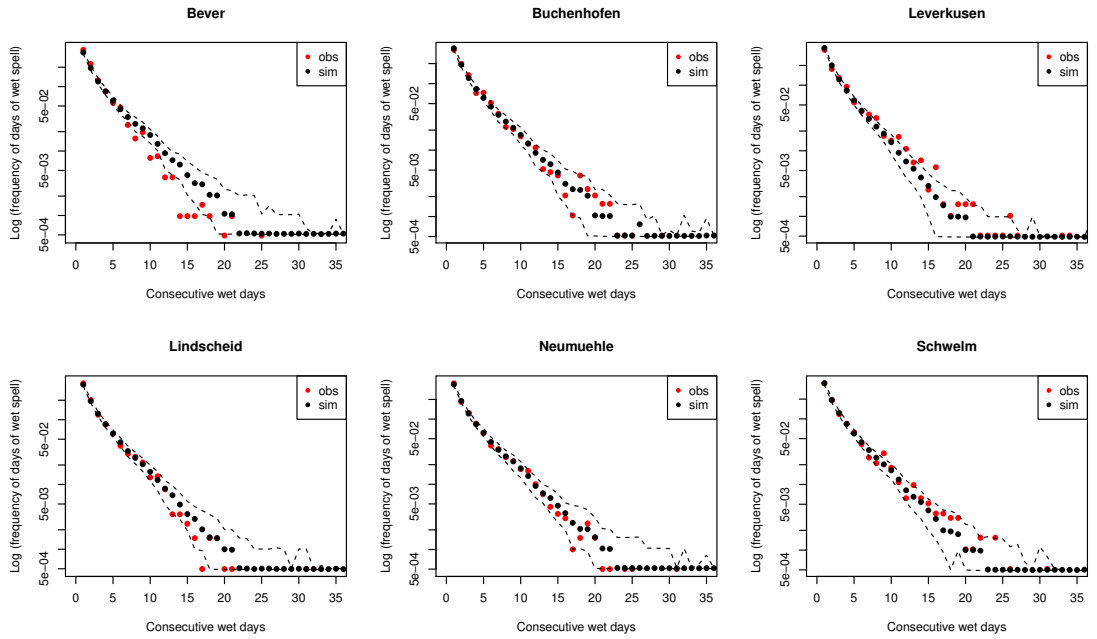 Bever
Log (frequency of days of wet spell)
5e−02
5e−03
5e−04
obs
sim
0 5 10 15 20 25 30 35
Consecutive wet days
Buchenhofen
Log (frequency of days of wet spell)
5e−02
5e−03
5e−04
obs
sim
0 5 10 15 20 25 30 35
Consecutive wet days
Leverkusen
Log (frequency of days of wet spell)
5e−02
5e−03
5e−04
obs
sim
0 5 10 15 20 25 30 35
Consecutive wet days
Lindscheid
Log (frequency of days of wet spell)
5e−02
5e−03
5e−04
obs
sim
0 5 10 15 20 25 30 35
Consecutive wet days
Neumuehle
Log (frequency of days of wet spell)
5e−02
5e−03
5e−04
obs
sim
0 5 10 15 20 25 30 35
Consecutive wet days
Schwelm
Log (frequency of days of wet spell)
5e−02
5e−03
5e−04
obs
sim
0 5 10 15 20 25 30 35
Consecutive wet days